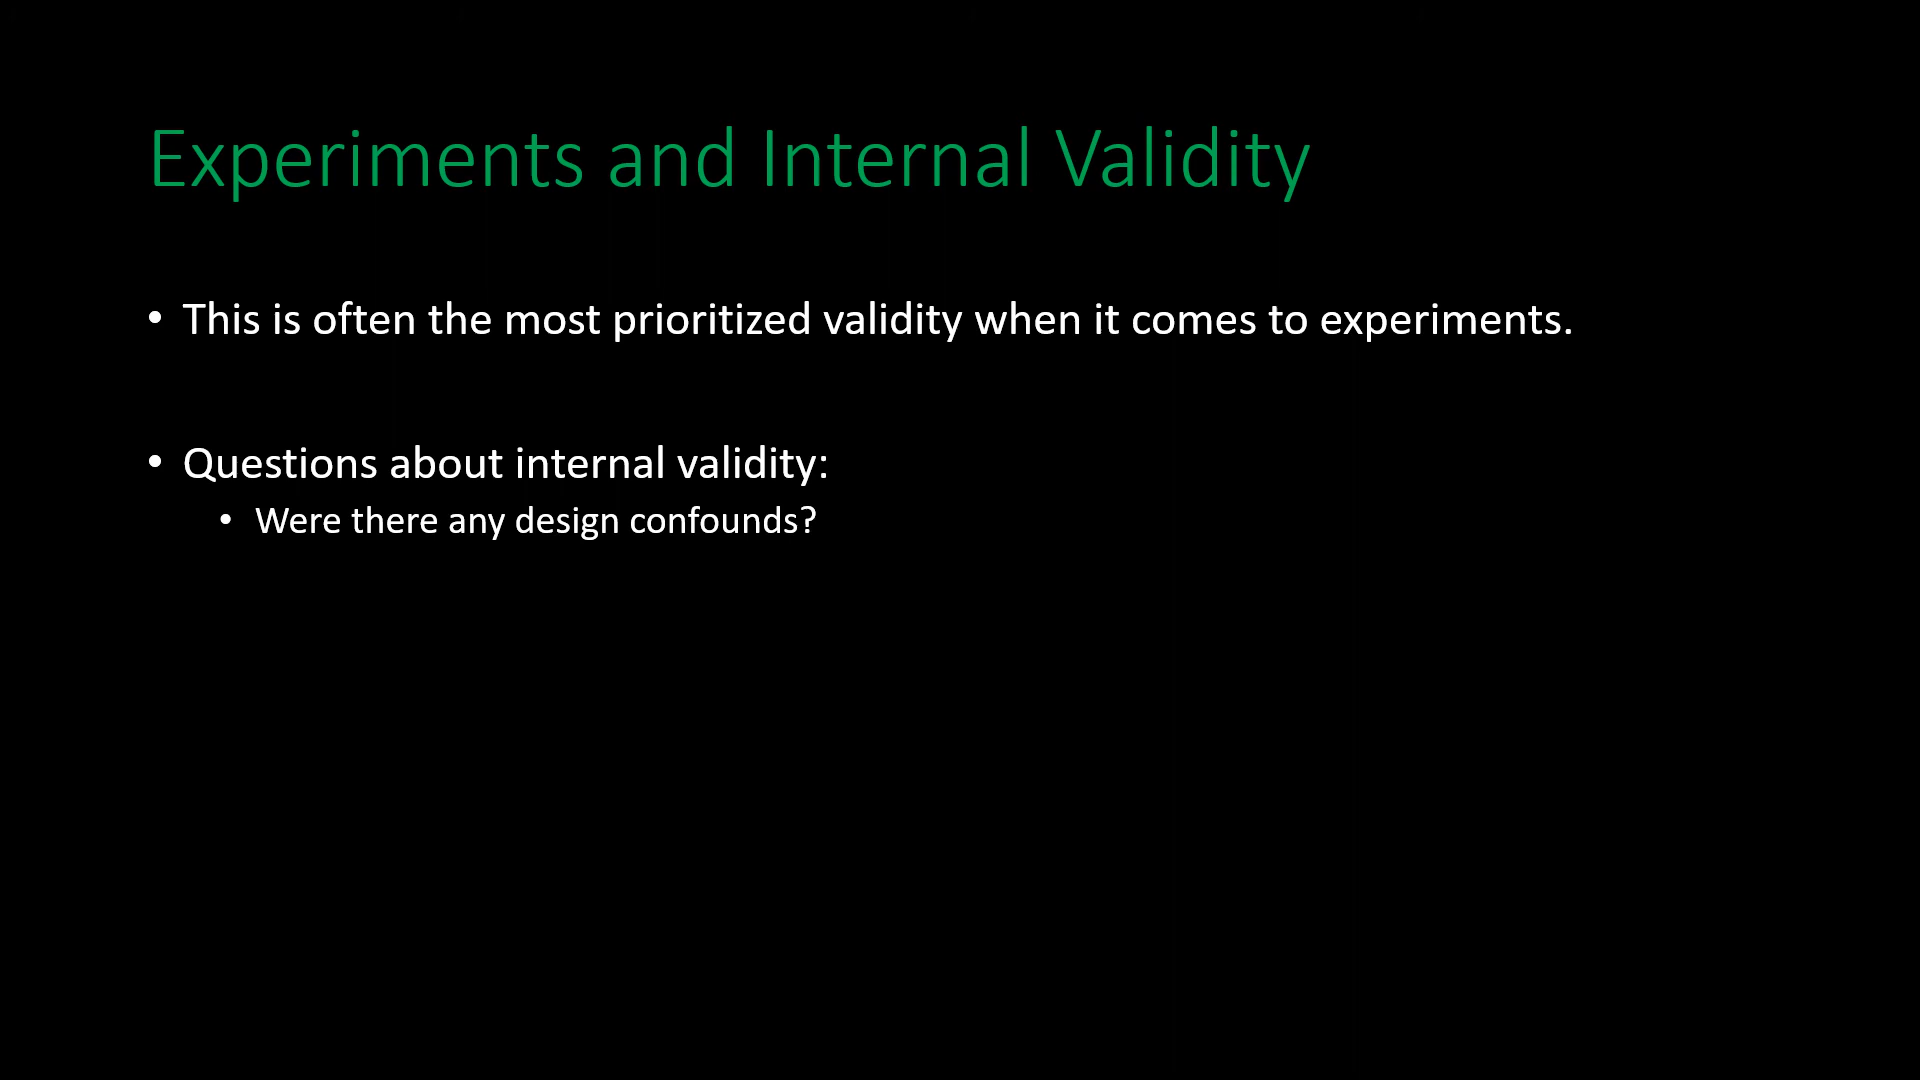 Experiments and Internal Validity
• This is often the most prioritized validity when it comes to experiments.
• Questions about internal validity:
• Were there any design confounds?